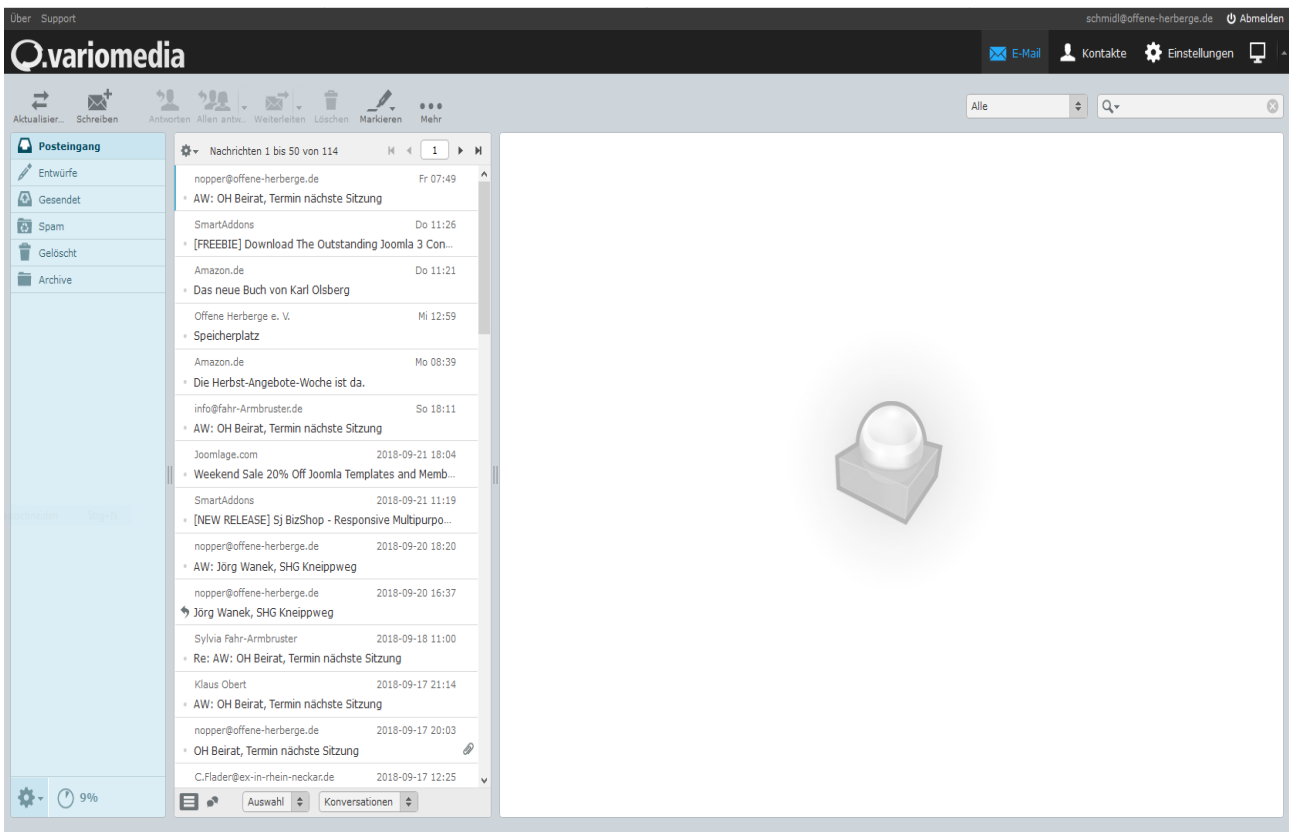 Über Support
schmidl@offene-herberge.de Abmelden
variomedia
E-Mail Kontakte Einstellungen
Aktualisier... Schreiben Antworten Allen antw... Weiterleiten Löschen Markieren Mehr
Alle
Posteingang
Entwürfe
Gesendet
Spam
Gelöscht
Archive
9%
Nachrichten 1 bis 50 von 114 1
nopper@offene-herberge.de Fr 07:49
AW: OH Beirat, Termin nächste Sitzung
SmartAddons Do 11:26
[FREEBIE] Download The Outstanding Joomla 3 Con...
Amazon.de Do 11:21
Das neue Buch von Karl Olsberg
Offene Herberge e. V. Mi 12:59
Speicherplatz
Amazon.de Mo 08:39
Die Herbst-Angebote-Woche ist da.
info@fahr-Armbruster.de So 18:11
AW: OH Beirat, Termin nächste Sitzung
Joomlage.com 2018-09-21 18:04
Weekend Sale 20% Off Joomla Templates and Memb...
SmartAddons 2018-09-21 11:19
[NEW RELEASE] Sj BizShop - Responsive Multipurpo...
nopper@offene-herberge.de 2018-09-20 18:20
AW: Jörg Wanek, SHG Kneippweg
nopper@offene-herberge.de 2018-09-20 16:37
Jörg Wanek, SHG Kneippweg
Sylvia Fahr-Armbruster 2018-09-18 11:00
Re: AW: OH Beirat, Termin nächste Sitzung
Klaus Obert 2018-09-17 21:14
AW: OH Beirat, Termin nächste Sitzung
nopper@offene-herberge.de 2018-09-17 20:03
OH Beirat, Termin nächste Sitzung
C.Flader@ex-in-rhein-neckar.de 2018-09-17 12:25
Auswahl Konversationen